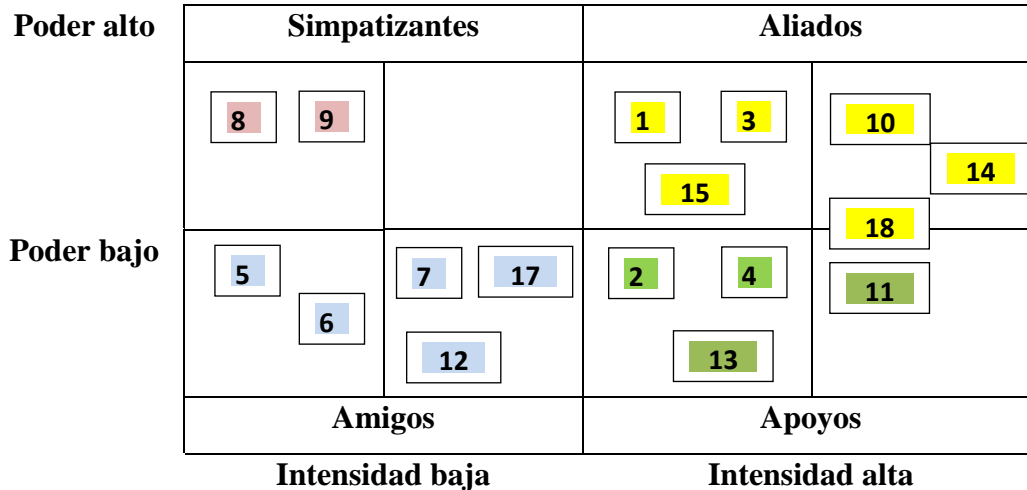 Poder alto
Simpatizantes
Aliados
8
9
1
3
10
14
15
18
Poder bajo
5
7
17
2
4
11
6
12
13
Amigos
Apoyos
Intensidad baja
Intensidad alta